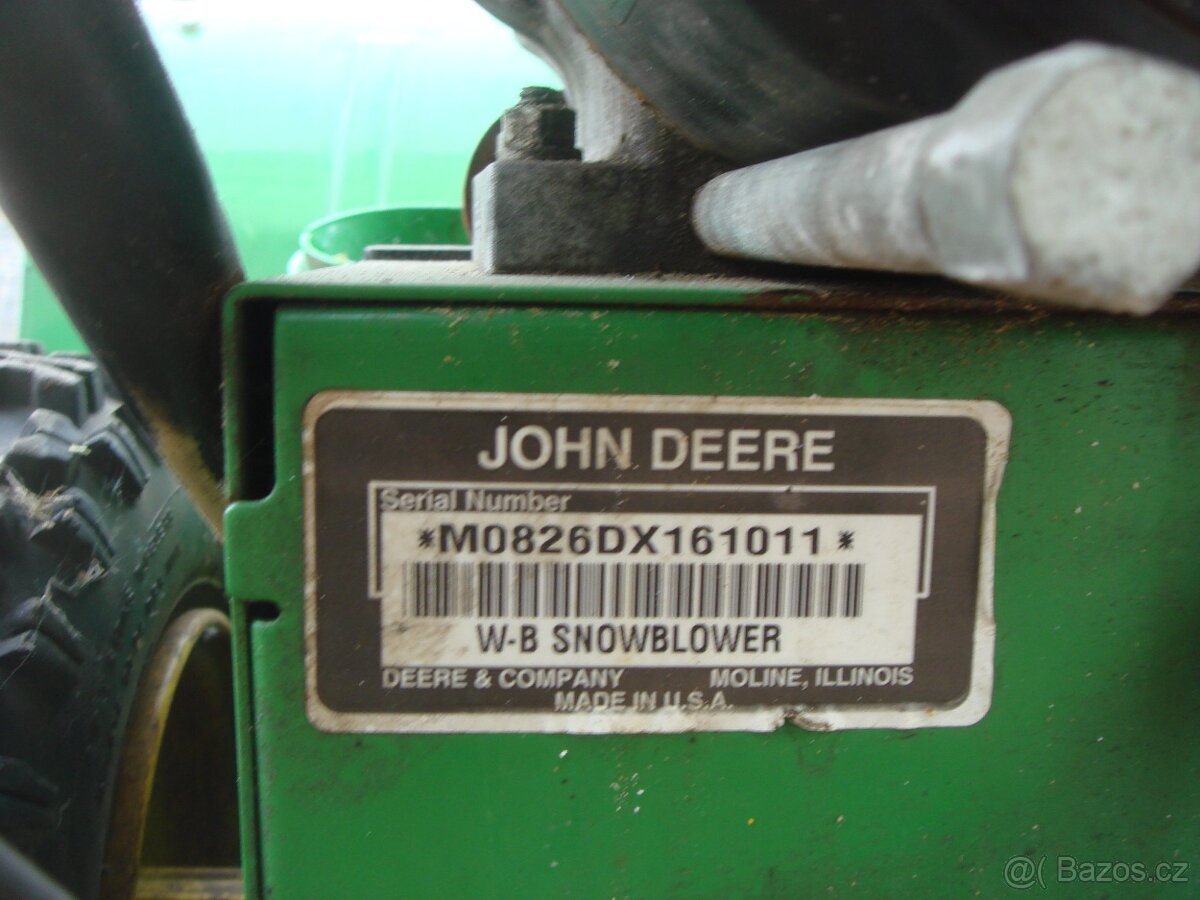 JOHN DEERE
Serial Number
*M0826DX161011*
W-B SNOWBLOWER
DEERE & COMPANY MOLINE, ILLINOIS
MADE IN U.S.A.
@( Bazos.cz